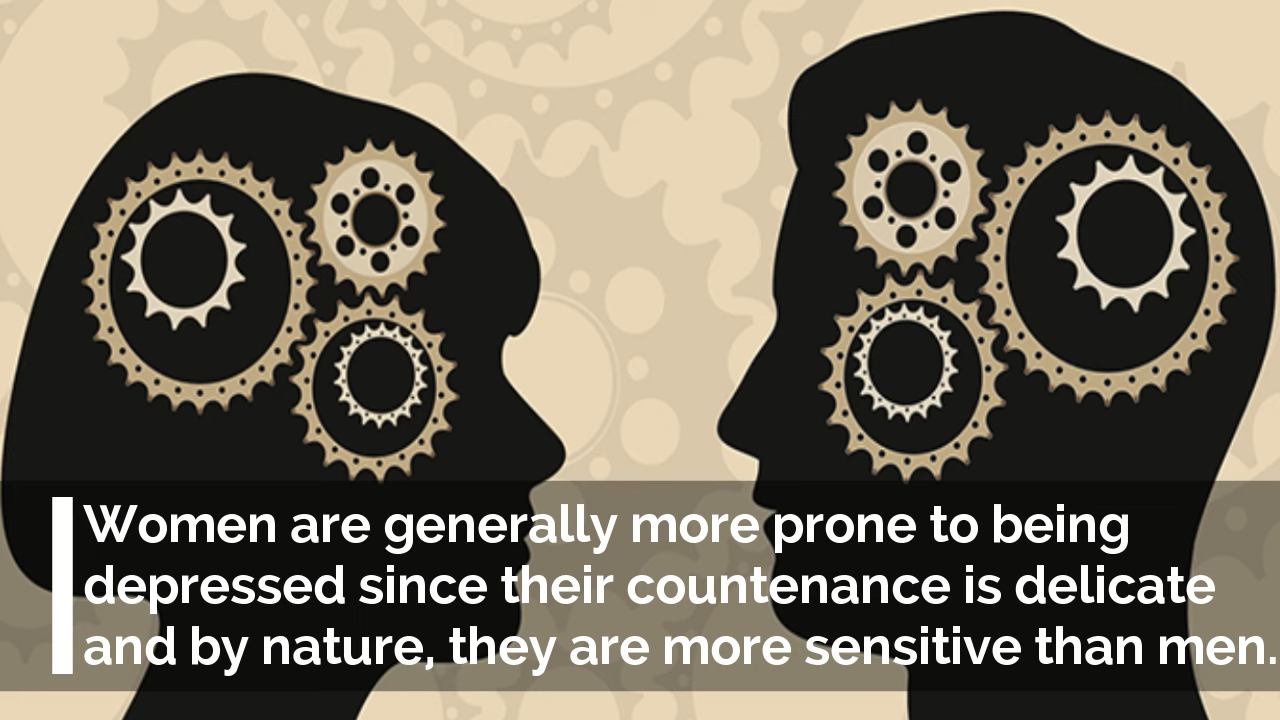 Women are generally more prone to being
depressed since their countenance is delicate
and by nature, they are more sensitive than men.